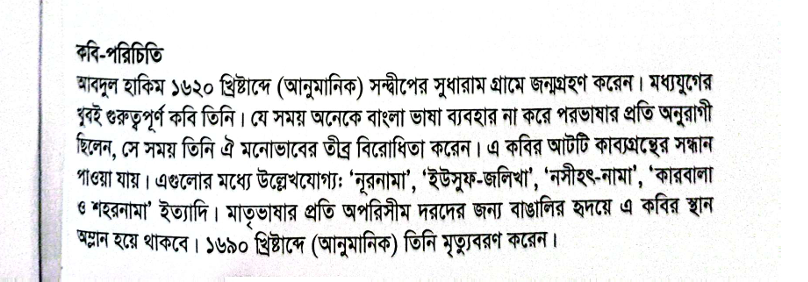 কবি-পরিচিতি
আবদুল হাকিম ১৬২০ খ্রিষ্টাব্দে (আনুমানিক) সন্দ্বীপের সুধারাম গ্রামে জন্মগ্রহণ করেন। মধ্যযুগের
খুবই গুরুত্বপূর্ণ কবি তিনি। যে সময় অনেকে বাংলা ভাষা ব্যবহার না করে পরভাষার প্রতি অনুরাগী
ছিলেন, সে সময় তিনি ঐ মনোভাবের তীব্র বিরোধিতা করেন। এ কবির আটটি কাব্যগ্রন্থের সন্ধান
পাওয়া যায়। এগুলোর মধ্যে উল্লেখযোগ্য: ‘নূরনামা’, ‘ইউসুফ-জলিখা’, ‘নসীহৎ-নামা’, ‘কারবালা
ও শহরনামা’ ইত্যাদি। মাতৃভাষার প্রতি অপরিসীম দরদের জন্য বাঙালির হৃদয়ে এ কবির স্থান
অম্লান হয়ে থাকবে। ১৬৯০ খ্রিষ্টাব্দে (আনুমানিক) তিনি মৃত্যুবরণ করেন।